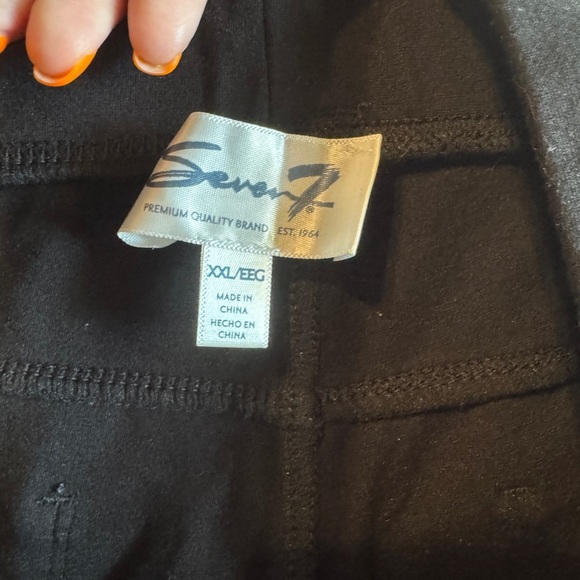 Seven7®
PREMIUM QUALITY BRAND EST. 1964
XXL/EEG
MADE IN
CHINA
HECHO EN
CHINA